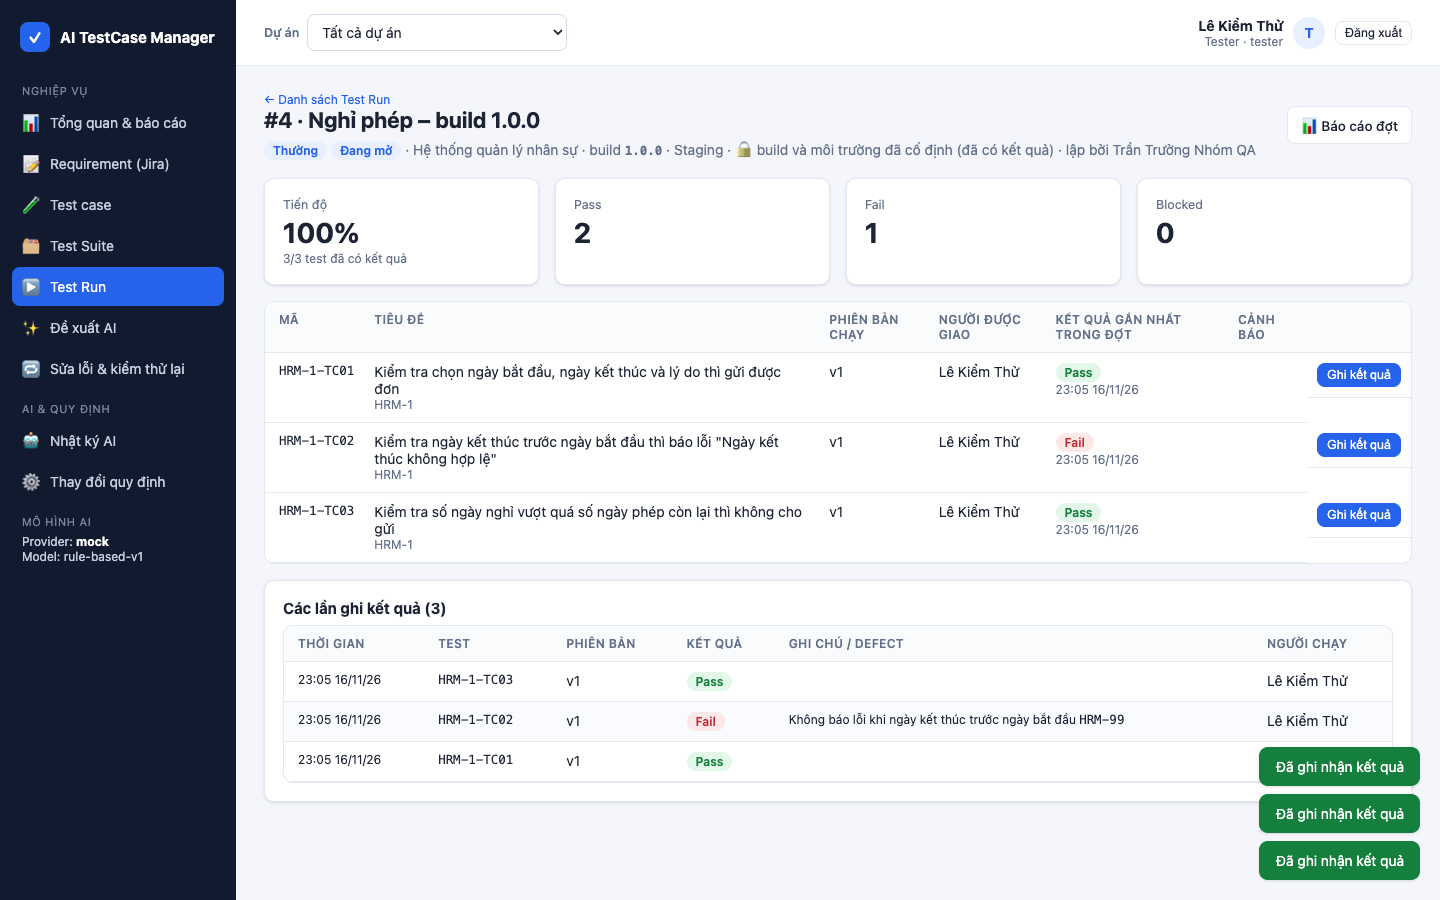 AI TestCase Manager
NGHIỆP VỤ
Tổng quan & báo cáo
Requirement (Jira)
Test case
Test Suite
Test Run
Đề xuất AI
Sửa lỗi & kiểm thử lại
AI & QUY ĐỊNH
Nhật ký AI
Thay đổi quy định
MÔ HÌNH AI
Provider: mock
Model: rule-based-v1
Dự án
Tất cả dự án
Lê Kiểm Thử
Tester · tester
T
Đăng xuất
← Danh sách Test Run
#4 · Nghỉ phép – build 1.0.0
Thường Đang mở · Hệ thống quản lý nhân sự · build 1.0.0 · Staging · 🔒 build và môi trường đã cố định (đã có kết quả) · lập bởi Trần Trưởng Nhóm QA
Báo cáo đợt
Tiến độ
100%
3/3 test đã có kết quả
Pass
2
Fail
1
Blocked
0
MÃ TIÊU ĐỀ PHIÊN BẢN CHẠY NGƯỜI ĐƯỢC GIAO KẾT QUẢ GẦN NHẤT TRONG ĐỢT CẢNH BÁO
HRM-1-TC01
Kiểm tra chọn ngày bắt đầu, ngày kết thúc và lý do thì gửi được
đơn
HRM-1
v1
Lê Kiểm Thử
Pass
23:05 16/11/26
Ghi kết quả
HRM-1-TC02
Kiểm tra ngày kết thúc trước ngày bắt đầu thì báo lỗi "Ngày kết
thúc không hợp lệ"
HRM-1
v1
Lê Kiểm Thử
Fail
23:05 16/11/26
Ghi kết quả
HRM-1-TC03
Kiểm tra số ngày nghỉ vượt quá số ngày phép còn lại thì không cho
gửi
HRM-1
v1
Lê Kiểm Thử
Pass
23:05 16/11/26
Ghi kết quả
Các lần ghi kết quả (3)
THỜI GIAN TEST PHIÊN BẢN KẾT QUẢ GHI CHÚ / DEFECT NGƯỜI CHẠY
23:05 16/11/26 HRM-1-TC03 v1 Pass Lê Kiểm Thử
23:05 16/11/26 HRM-1-TC02 v1 Fail Không báo lỗi khi ngày kết thúc trước ngày bắt đầu HRM-99 Lê Kiểm Thử
23:05 16/11/26 HRM-1-TC01 v1 Pass
Đã ghi nhận kết quả
Đã ghi nhận kết quả
Đã ghi nhận kết quả